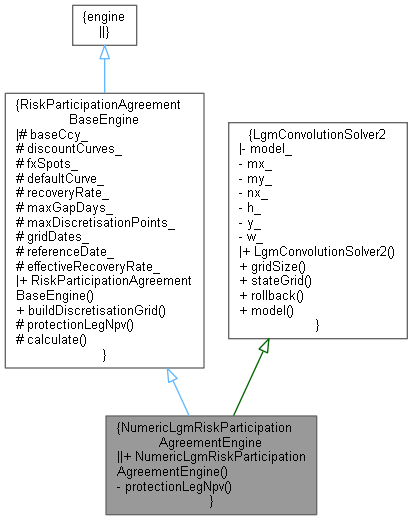 {engine
||}
{RiskParticipationAgreement
BaseEngine
|# baseCcy_
# discountCurves_
# fxSpots_
# defaultCurve_
# recoveryRate_
# maxGapDays_
# maxDiscretisationPoints_
# gridDates_
# referenceDate_
# effectiveRecoveryRate_
|+ RiskParticipationAgreement
BaseEngine()
+ buildDiscretisationGrid()
# protectionLegNpv()
# calculate()
}
{LgmConvolutionSolver2
|- model_
- mx_
- my_
- nx_
- h_
- y_
- w_
|+ LgmConvolutionSolver2()
+ gridSize()
+ stateGrid()
+ rollback()
+ model()
}
{NumericLgmRiskParticipation
AgreementEngine
||+ NumericLgmRiskParticipation
AgreementEngine()
- protectionLegNpv()
}